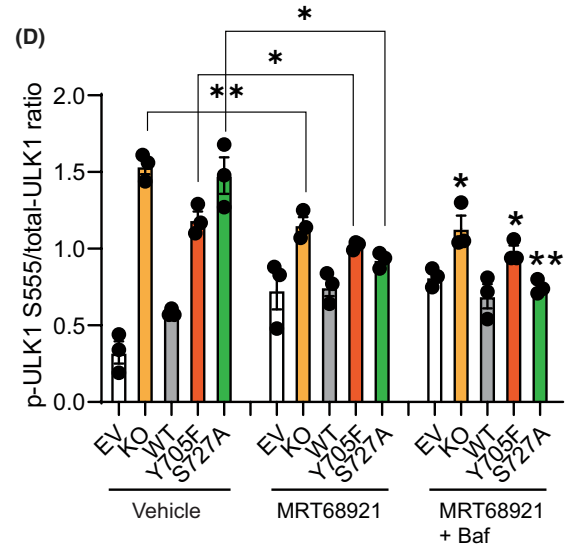 (D)
*
*
**
p-ULK1 S555/total-ULK1 ratio
2.0
1.5
1.0
0.5
0.0
*
*
**
EV KO WT Y705F S727A EV KO WT Y705F S727A EV KO WT Y705F S727A
Vehicle MRT68921 MRT68921
+ Baf